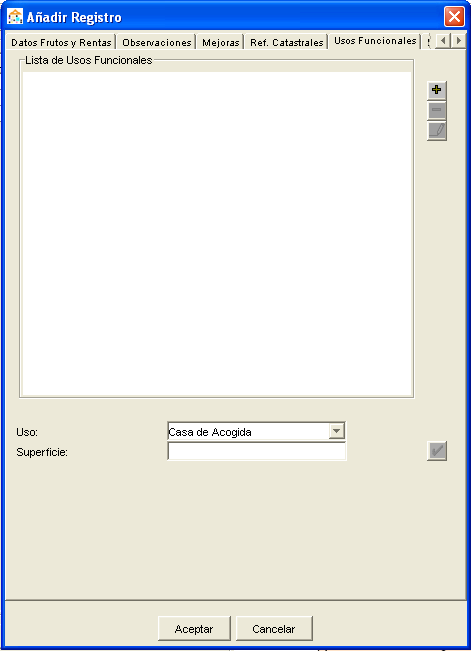 Añadir Registro
Datos Frutos y Rentas Observaciones Mejoras Ref. Catastrales Usos Funcionales
Lista de Usos Funcionales
Uso: Casa de Acogida
Superficie:
Aceptar Cancelar